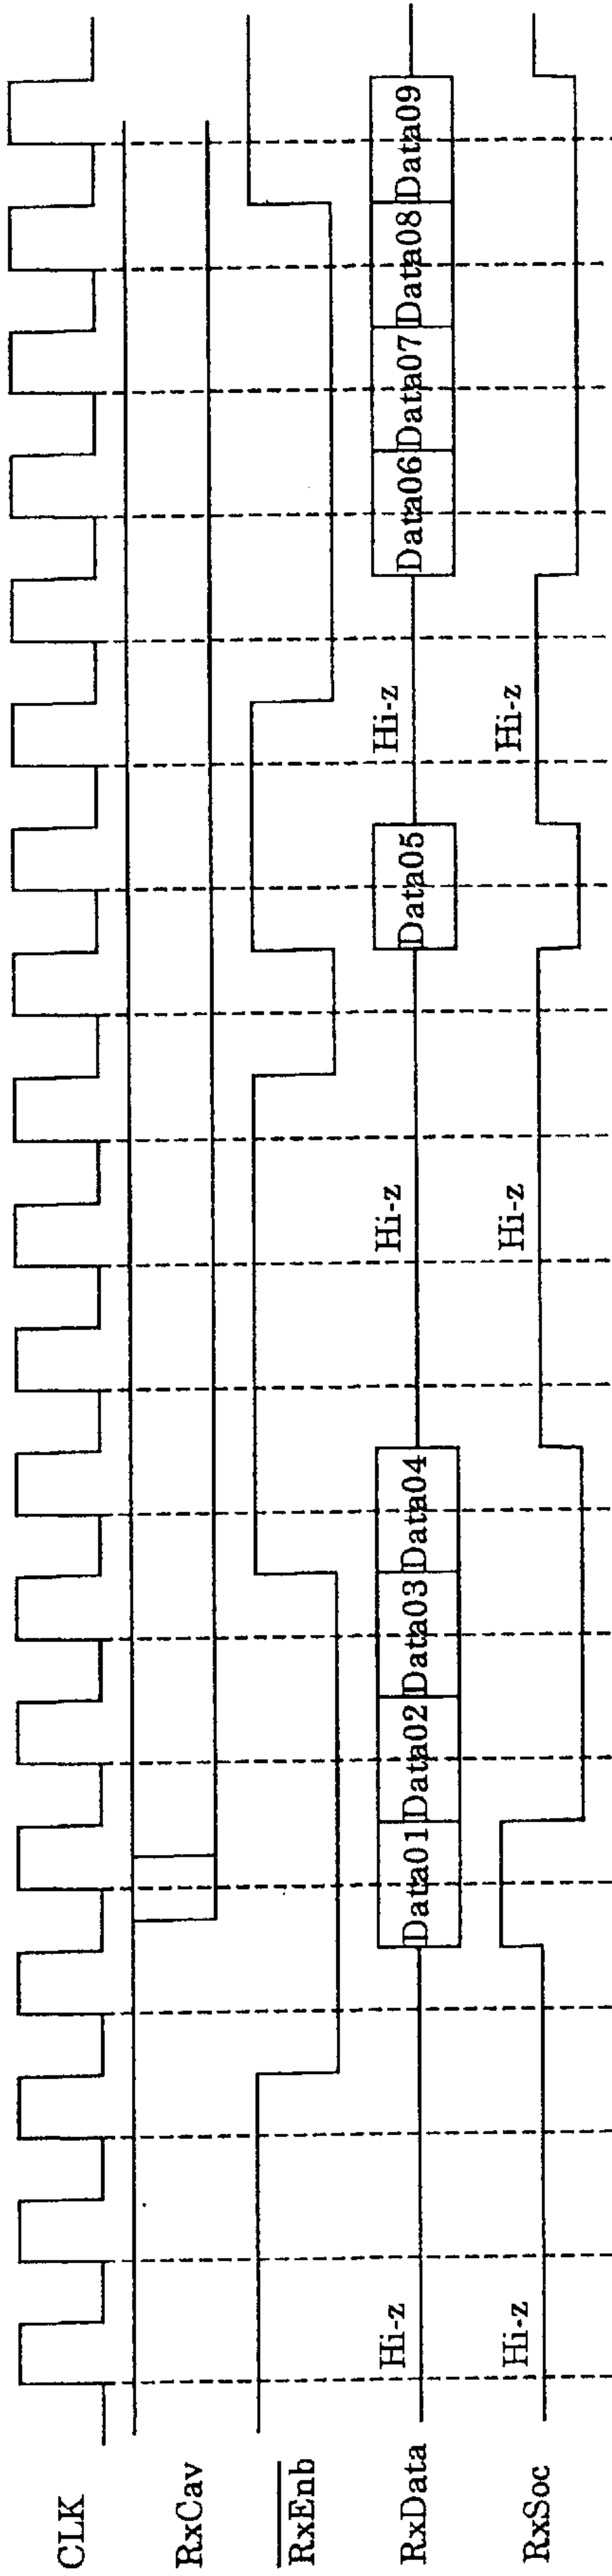 CLK
RxCav
RxEnb
RxData
Hi-z
Data01
Data02
Data03
Data04
Hi-z
Data05
Hi-z
Data06
Data07
Data08
Data09
RxSoc
Hi-z
Hi-z
Hi-z